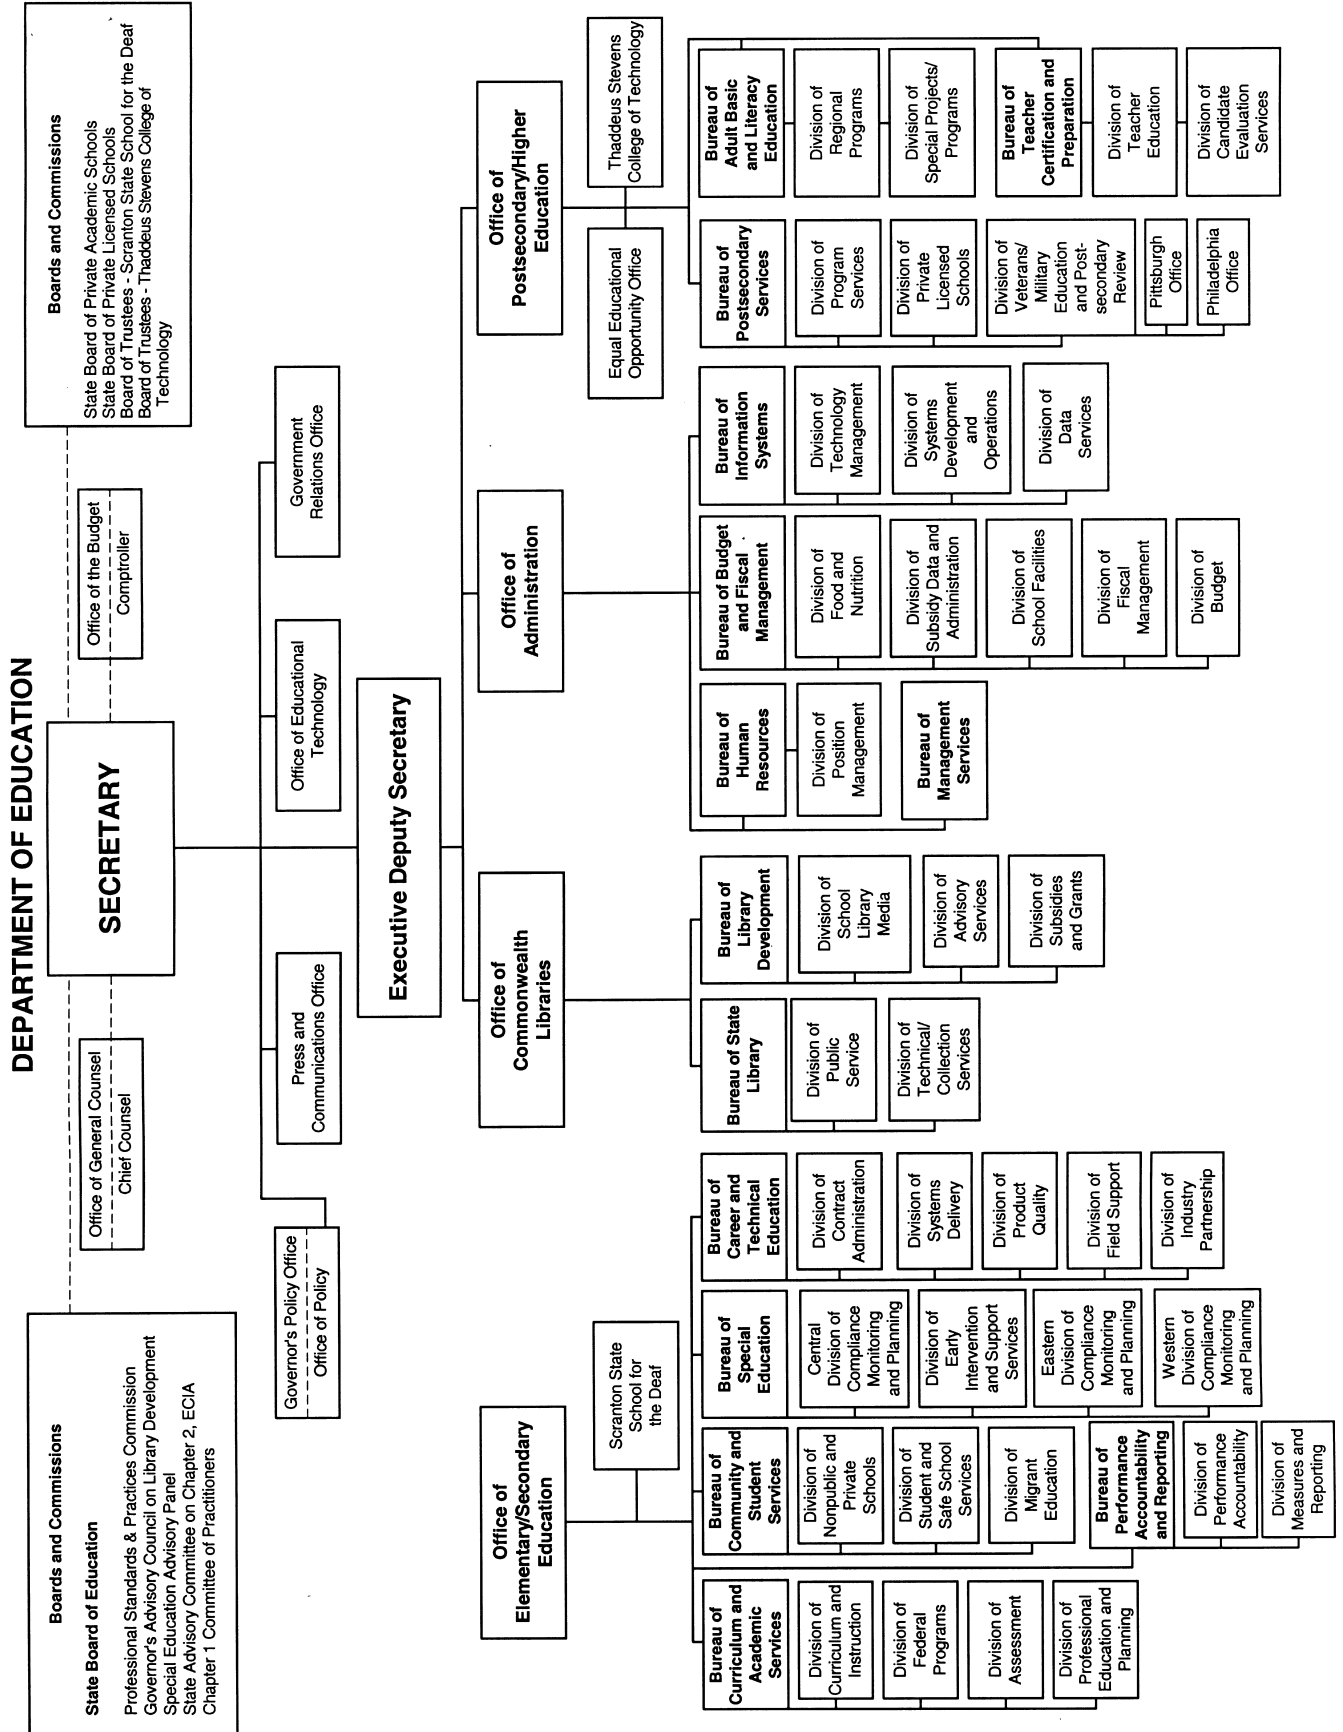 DEPARTMENT OF EDUCATION
Boards and Commissions
State Board of Education
Professional Standards & Practices Commission
Governor's Advisory Council on Library Development
Special Education Advisory Panel
State Advisory Committee on Chapter 2, ECIA
Chapter 1 Committee of Practitioners
Office of General Counsel
Chief Counsel
SECRETARY
Office of the Budget
Comptroller
Boards and Commissions
State Board of Private Academic Schools
State Board of Private Licensed Schools
Board of Trustees - Scranton State School for the Deaf
Board of Trustees - Thaddeus Stevens College of
Technology
Governor's Policy Office
Office of Policy
Press and
Communications Office
Office of Educational
Technology
Government
Relations Office
Executive Deputy Secretary
Office of
Elementary/Secondary
Education
Office of
Commonwealth
Libraries
Office of
Administration
Office of
Postsecondary/Higher
Education
Scranton State
School for
the Deaf
Equal Educational
Opportunity Office
Thaddeus Stevens
College of Technology
Bureau of
Curriculum and
Academic
Services
Division of
Curriculum and
Instruction
Division of
Federal
Programs
Division of
Assessment
Division of
Professional
Education and
Planning
Bureau of
Community and
Student
Services
Division of
Nonpublic and
Private
Schools
Division of
Student and
Safe School
Services
Division of
Migrant
Education
Bureau of
Performance
Accountability
and Reporting
Division of
Performance
Accountability
Division of
Measures and
Reporting
Bureau of
Special
Education
Central
Division of
Compliance
Monitoring
and Planning
Division of
Early
Intervention
and Support
Services
Eastern
Division of
Compliance
Monitoring
and Planning
Western
Division of
Compliance
Monitoring
and Planning
Bureau of
Career and
Technical
Education
Division of
Contract
Administration
Division of
Systems
Delivery
Division of
Product
Quality
Division of
Field Support
Division of
Industry
Partnership
Bureau of State
Library
Division of
Public
Service
Division of
Technical/
Collection
Services
Bureau of
Library
Development
Division of
School
Library
Media
Division of
Advisory
Services
Division of
Subsidies
and Grants
Bureau of
Human
Resources
Division of
Position
Management
Bureau of
Management
Services
Bureau of Budget
and Fiscal
Management
Division of
Food and
Nutrition
Division of
Subsidy Data and
Administration
Division of
School Facilities
Division of
Fiscal
Management
Division of
Budget
Bureau of
Information
Systems
Division of
Technology
Management
Division of
Systems
Development
and
Operations
Division of
Data
Services
Bureau of
Postsecondary
Services
Division of
Program
Services
Division of
Private
Licensed
Schools
Division of
Veterans/
Military
Education
and Post-
secondary
Review
Pittsburgh
Office
Philadelphia
Office
Bureau of
Adult Basic
and Literacy
Education
Division of
Regional
Programs
Division of
Special Projects/
Programs
Bureau of
Teacher
Certification and
Preparation
Division of
Teacher
Education
Division of
Candidate
Evaluation
Services